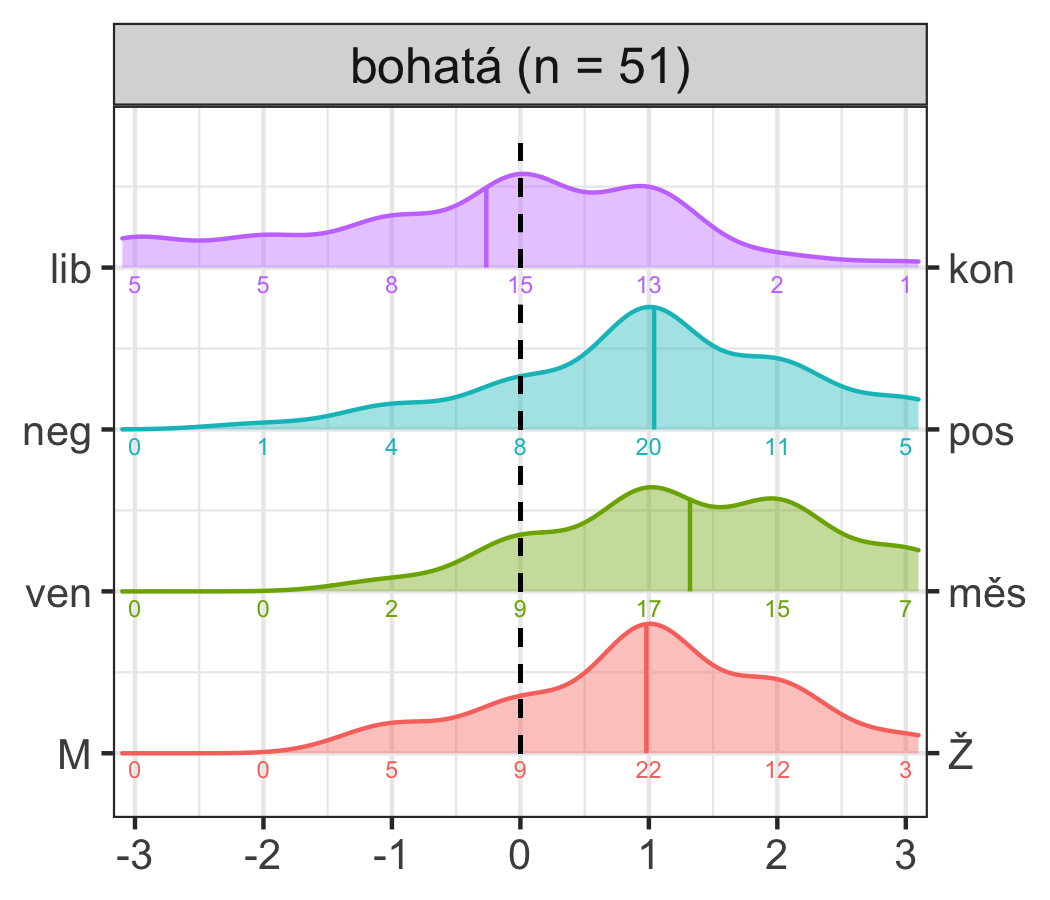 bohatá (n = 51)
lib kon
5 5 8 15 13 2 1
neg pos
0 1 4 8 20 11 5
ven měs
0 0 2 9 17 15 7
M Ž
0 0 5 9 22 12 3
-3 -2 -1 0 1 2 3